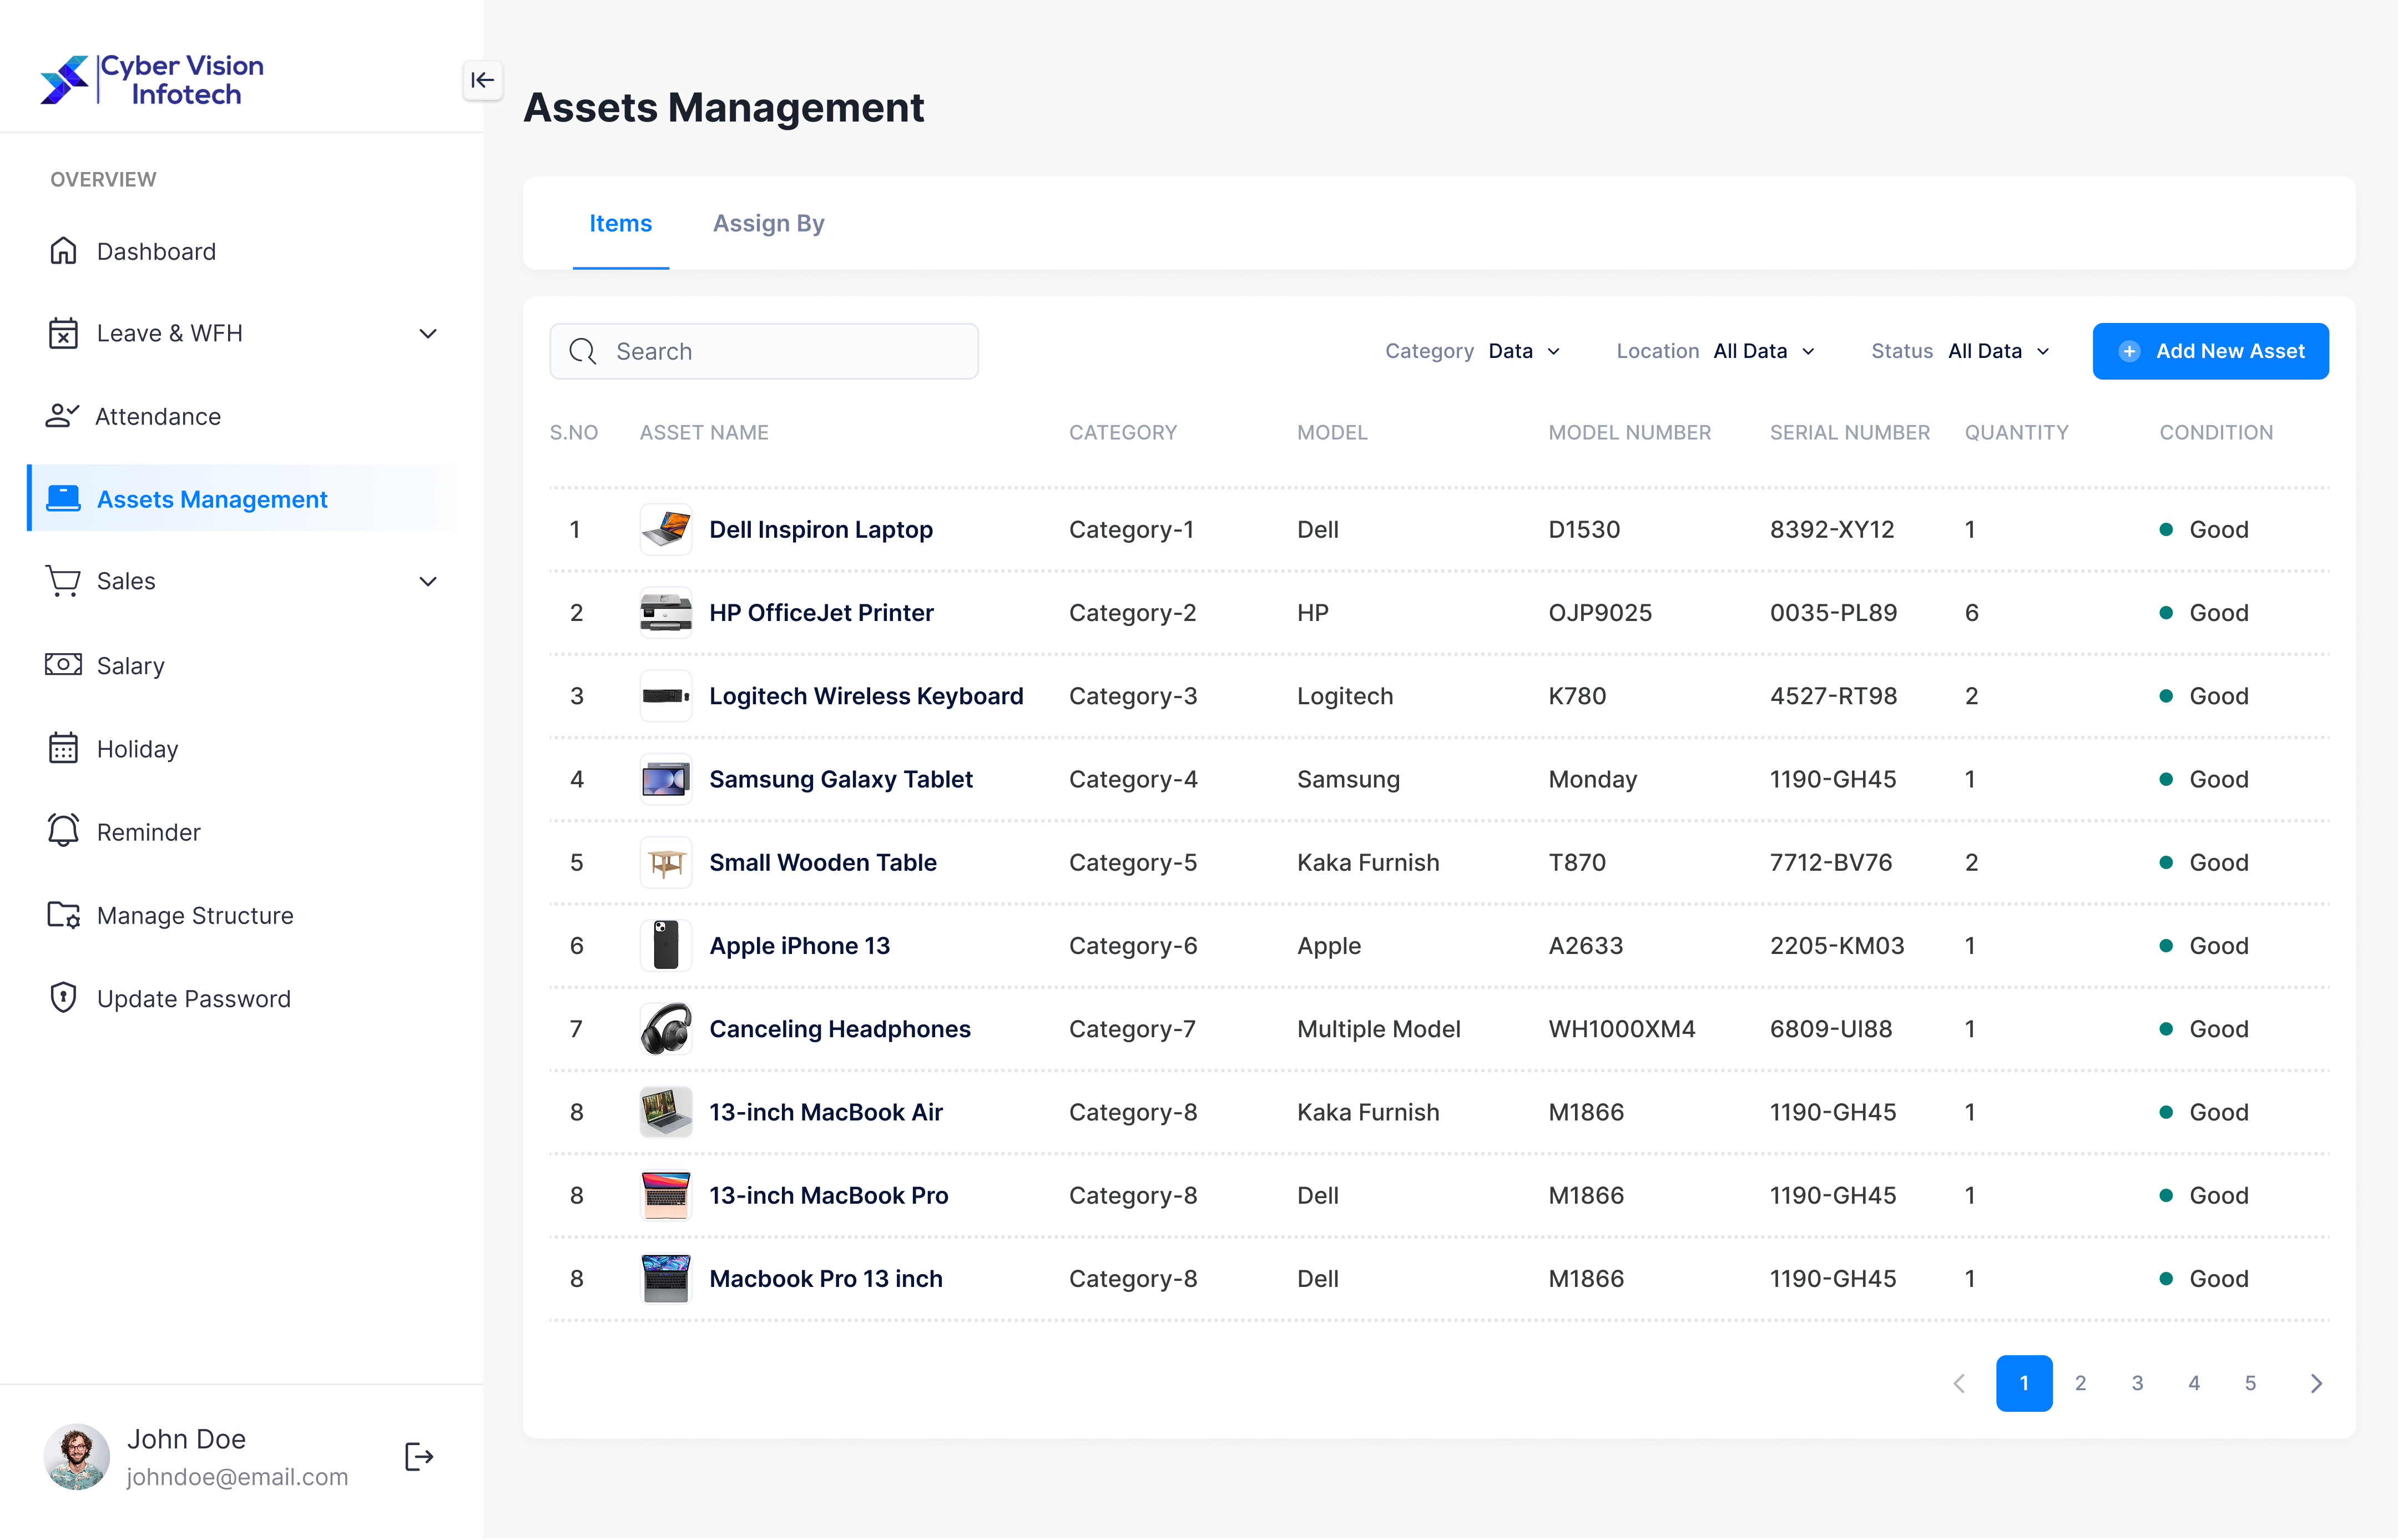 Cyber Vision
Infotech
OVERVIEW
Dashboard
Leave & WFH
Attendance
Assets Management
Sales
Salary
Holiday
Reminder
Manage Structure
Update Password
John Doe
johndoe@email.com
Assets Management
Items Assign By
Search Category Data Location All Data Status All Data Add New Asset
S.NO ASSET NAME CATEGORY MODEL MODEL NUMBER SERIAL NUMBER QUANTITY CONDITION
1 Dell Inspiron Laptop Category-1 Dell D1530 8392-XY12 1 Good
2 HP OfficeJet Printer Category-2 HP OJP9025 0035-PL89 6 Good
3 Logitech Wireless Keyboard Category-3 Logitech K780 4527-RT98 2 Good
4 Samsung Galaxy Tablet Category-4 Samsung Monday 1190-GH45 1 Good
5 Small Wooden Table Category-5 Kaka Furnish T870 7712-BV76 2 Good
6 Apple iPhone 13 Category-6 Apple A2633 2205-KM03 1 Good
7 Canceling Headphones Category-7 Multiple Model WH1000XM4 6809-UI88 1 Good
8 13-inch MacBook Air Category-8 Kaka Furnish M1866 1190-GH45 1 Good
8 13-inch MacBook Pro Category-8 Dell M1866 1190-GH45 1 Good
8 Macbook Pro 13 inch Category-8 Dell M1866 1190-GH45 1 Good
1 2 3 4 5